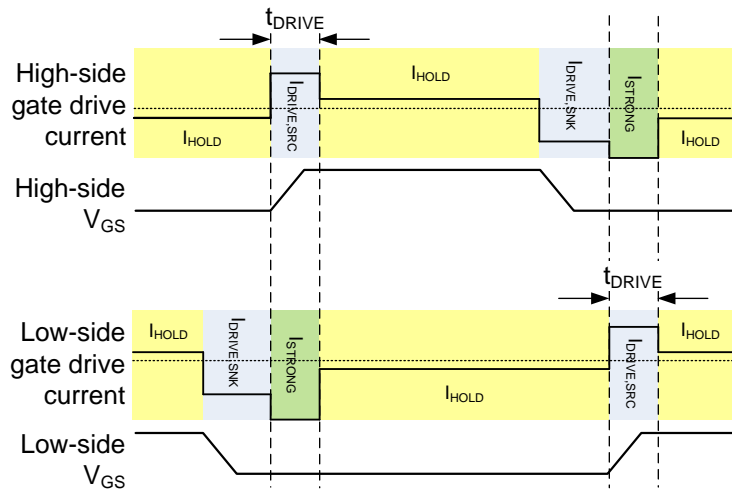 tDRIVE
High-side
gate drive
current
IHOLD
IDRIVE,SRC
IHOLD
IDRIVE,SNK
ISTRONG
IHOLD
High-side
VGS
tDRIVE
Low-side
gate drive
current
IHOLD
IDRIVE,SNK
ISTRONG
IHOLD
IDRIVE,SRC
IHOLD
Low-side
VGS